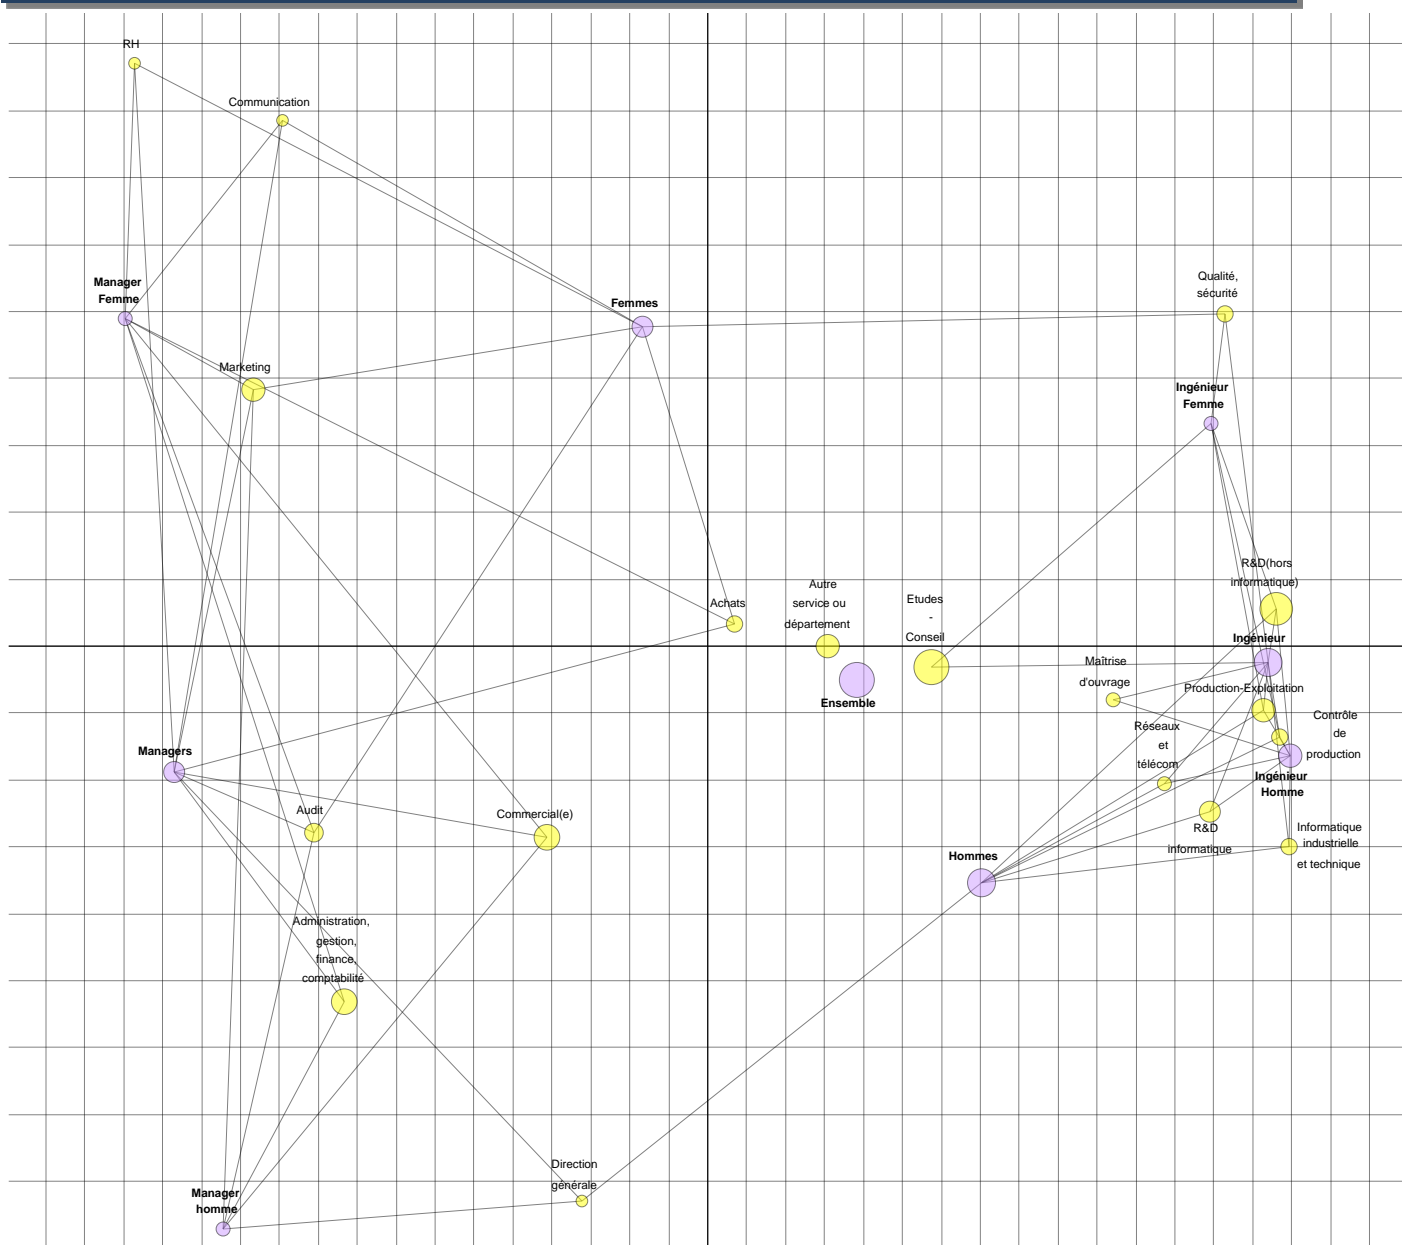 RH
Communication
Manager
Femme
Femmes
Qualité,
sécurité
Marketing
Ingénieur
Femme
R&D(hors
informatique)
Autre
service ou
département
Achats
Etudes
-
Conseil
Ingénieur
Maîtrise
d'ouvrage
Ensemble
Production-Exploitation
Contrôle
de
production
Réseaux
et
télécom
Managers
Ingénieur
Homme
Audit
Commercial(e)
R&D
informatique
Informatique
industrielle
et technique
Hommes
Administration,
gestion,
finance,
comptabilité
Direction
générale
Manager
homme